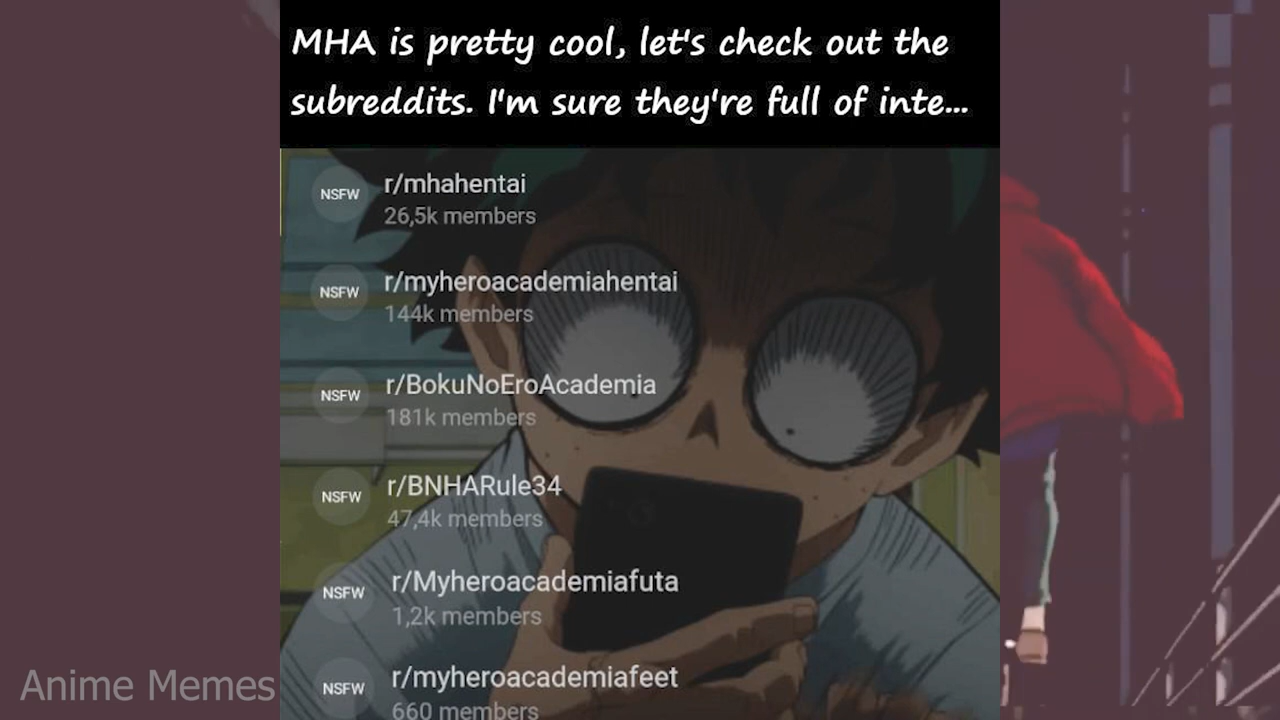 MHA is pretty cool, let's check out the
subreddits. I'm sure they're full of inte...
NSFW
r/mhahentai
26,5k members
NSFW
r/myheroacademiahentai
144k members
NSFW
r/BokuNoEroAcademia
181k members
NSFW
r/BNHARule34
47,4k members
NSFW
r/Myheroacademiafuta
1,2k members
NSFW
r/myheroacademiafeet
660 members
Anime Memes